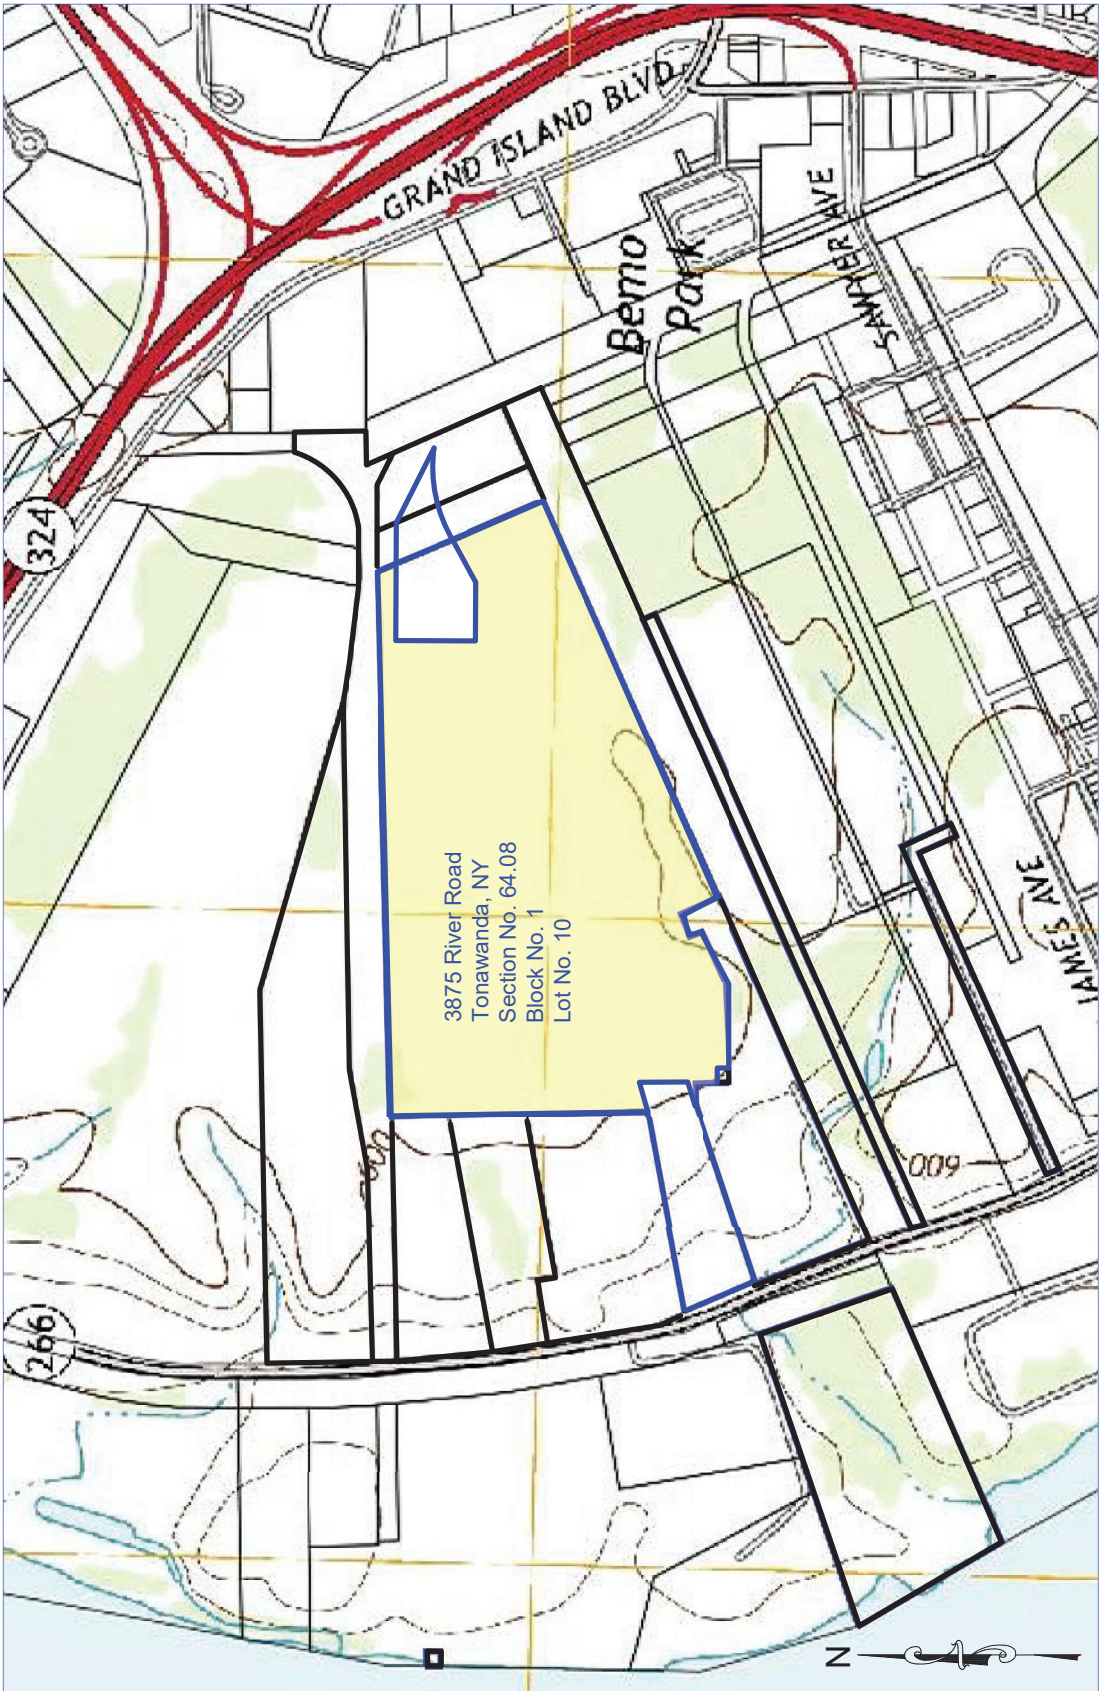 324
GRAND ISLAND BLVD
Bemo
Park
SAWYER AVE
3875 River Road
Tonawanda, NY
Section No. 64.08
Block No. 1
Lot No. 10
JAMES AVE
600
600
266
N